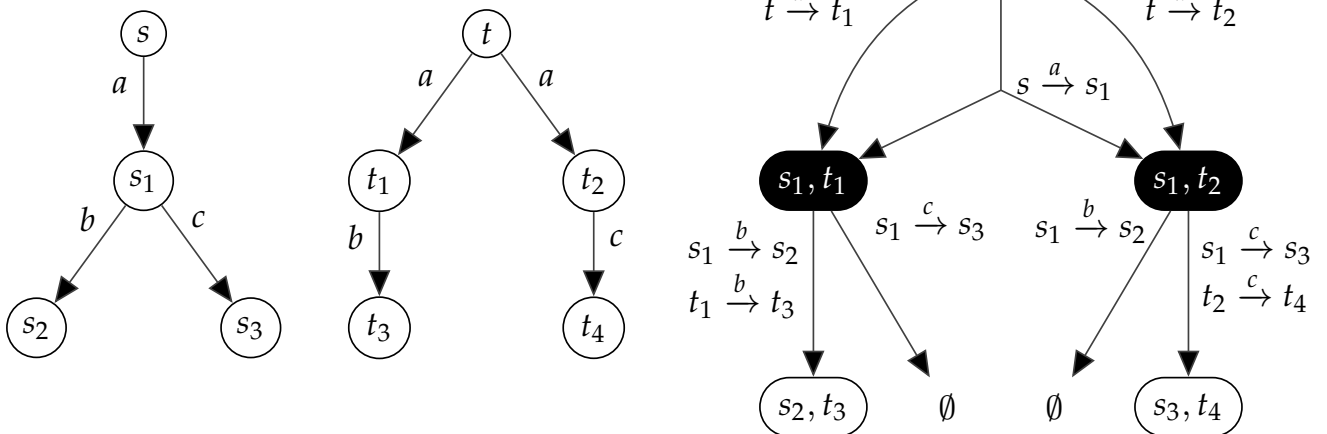 s
a
s₁
b c
s₂ s₃
t
a a
t₁ t₂
b c
t₃ t₄
t → t₁
t → t₂
s →ᵃ s₁
s₁, t₁
s₁, t₂
s₁ →ᵇ s₂
t₁ →ᵇ t₃
s₁ →ᶜ s₃
s₁ →ᵇ s₂
s₁ →ᶜ s₃
t₂ →ᶜ t₄
s₂, t₃
∅
∅
s₃, t₄